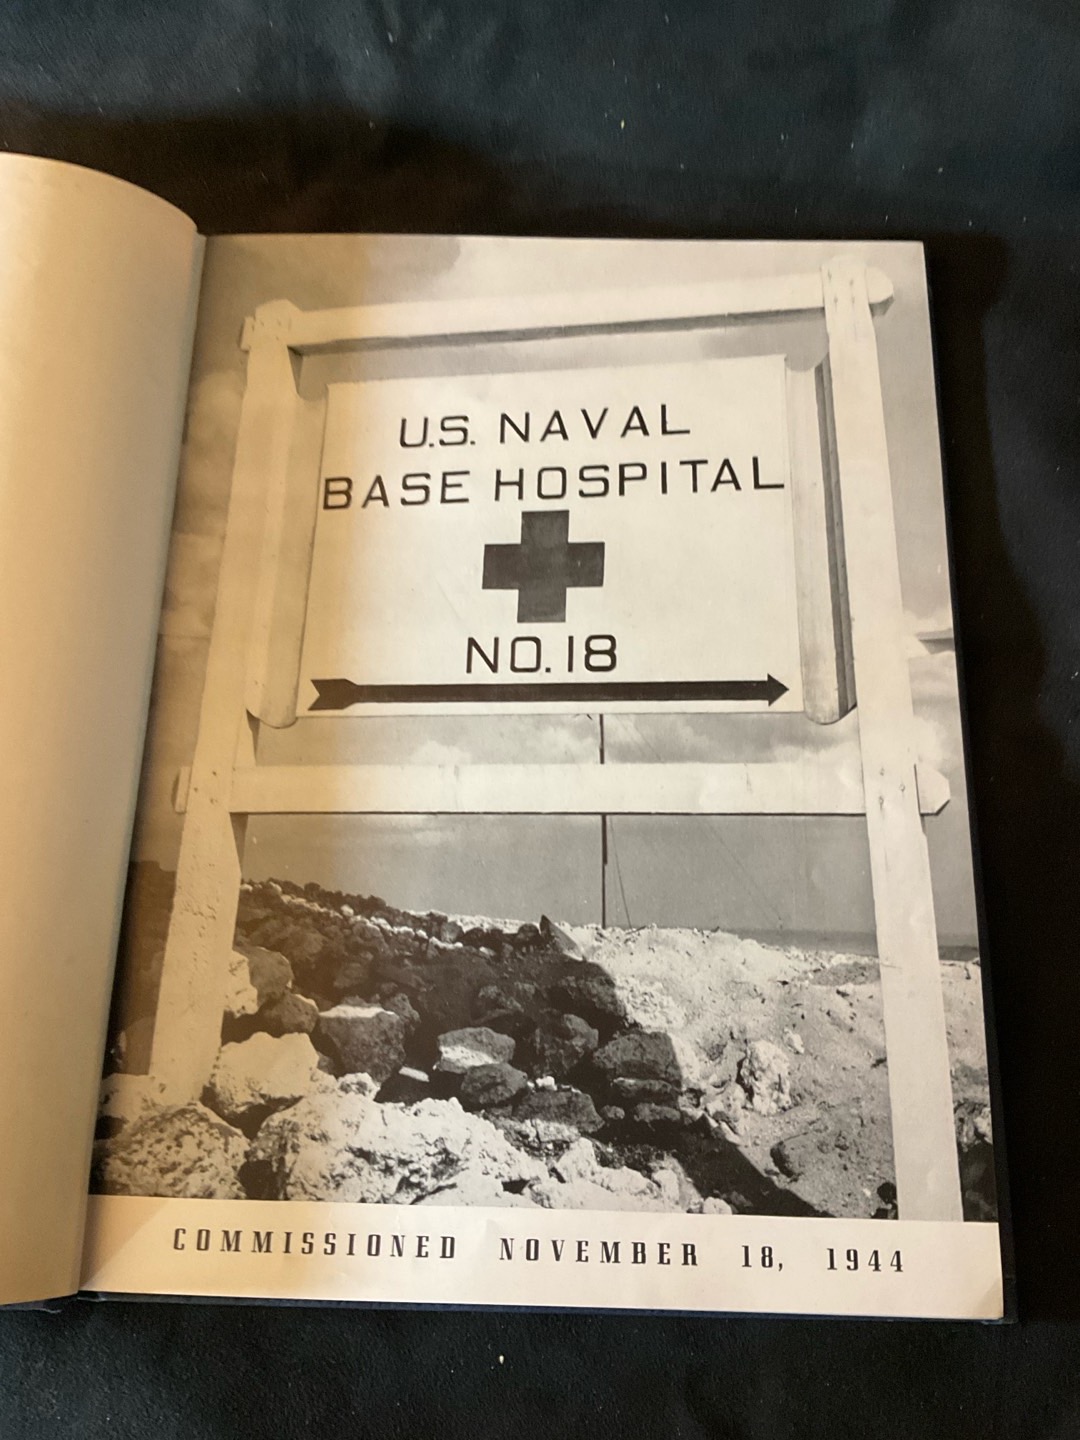 U.S. NAVAL
BASE HOSPITAL
NO. 18
COMMISSIONED NOVEMBER 18, 1944